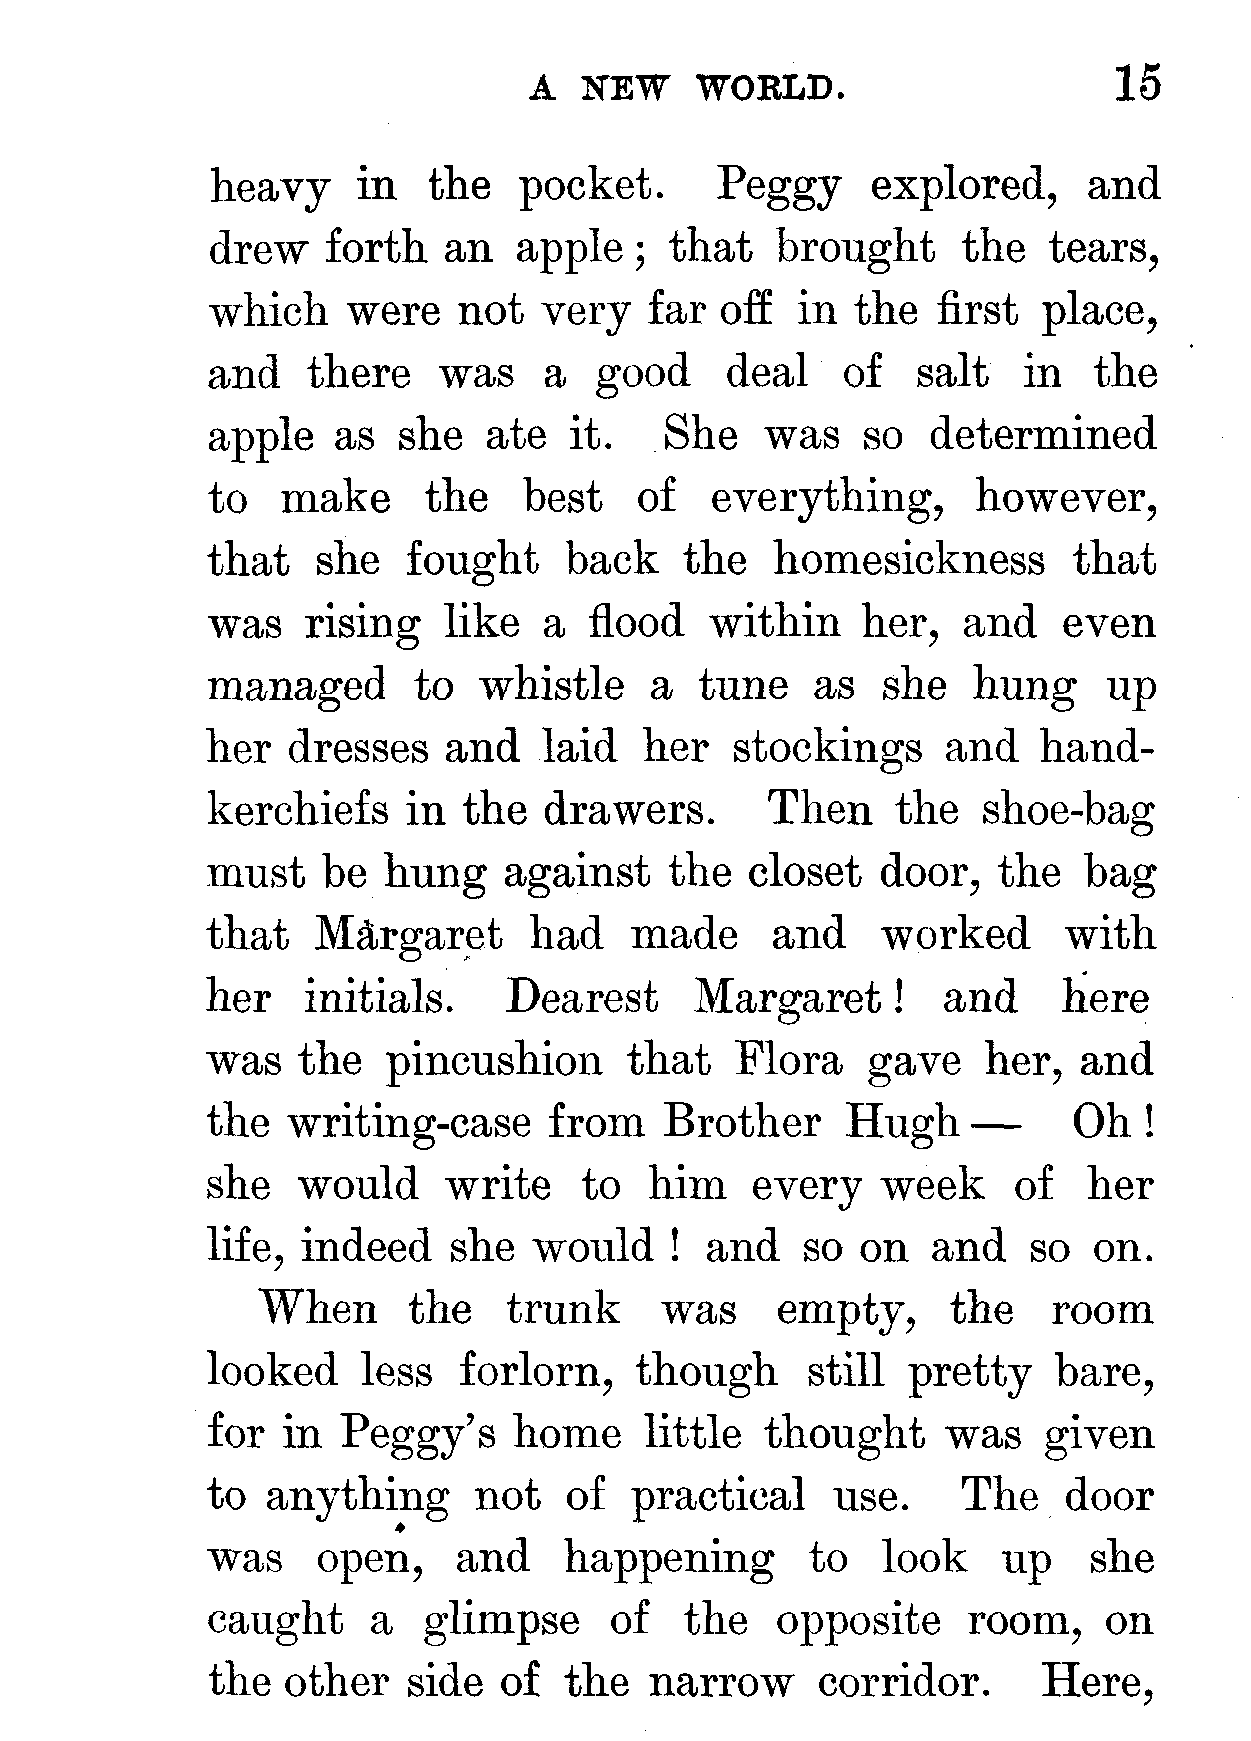 A NEW WORLD. 15
heavy in the pocket. Peggy explored, and
drew forth an apple ; that brought the tears,
which were not very far off in the first place,
and there was a good deal of salt in the
apple as she ate it. She was so determined
to make the best of everything, however,
that she fought back the homesickness that
was rising like a flood within her, and even
managed to whistle a tune as she hung up
her dresses and laid her stockings and hand-
kerchiefs in the drawers. Then the shoe-bag
must be hung against the closet door, the bag
that Margaret had made and worked with
her initials. Dearest Margaret ! and here
was the pincushion that Flora gave her, and
the writing-case from Brother Hugh — Oh !
she would write to him every week of her
life, indeed she would ! and so on and so on.
When the trunk was empty, the room
looked less forlorn, though still pretty bare,
for in Peggy's home little thought was given
to anything not of practical use. The door
was open, and happening to look up she
caught a glimpse of the opposite room, on
the other side of the narrow corridor. Here,